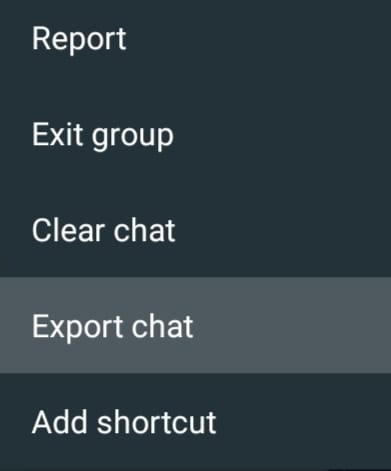 Report
Exit group
Clear chat
Export chat
Add shortcut